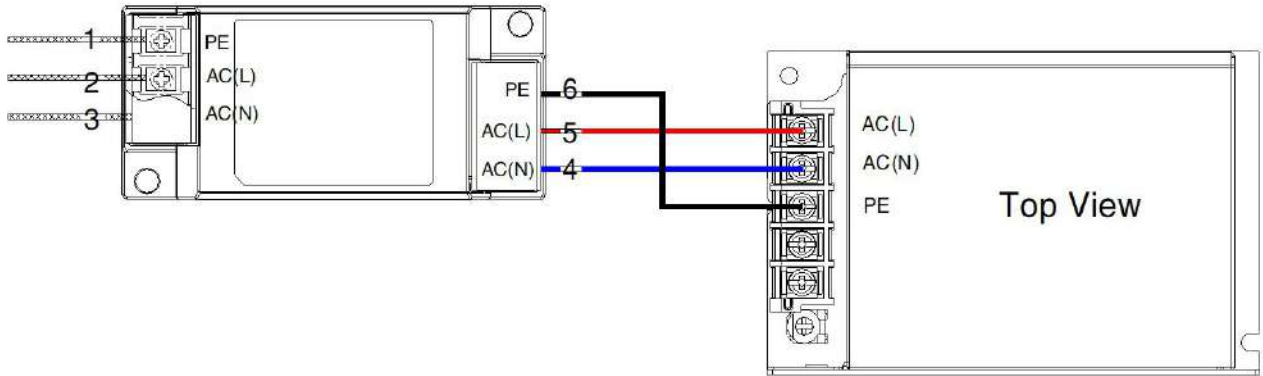 1 PE
2 AC(L)
3 AC(N)
PE 6
AC(L) 5
AC(N) 4
AC(L)
AC(N)
PE
Top View